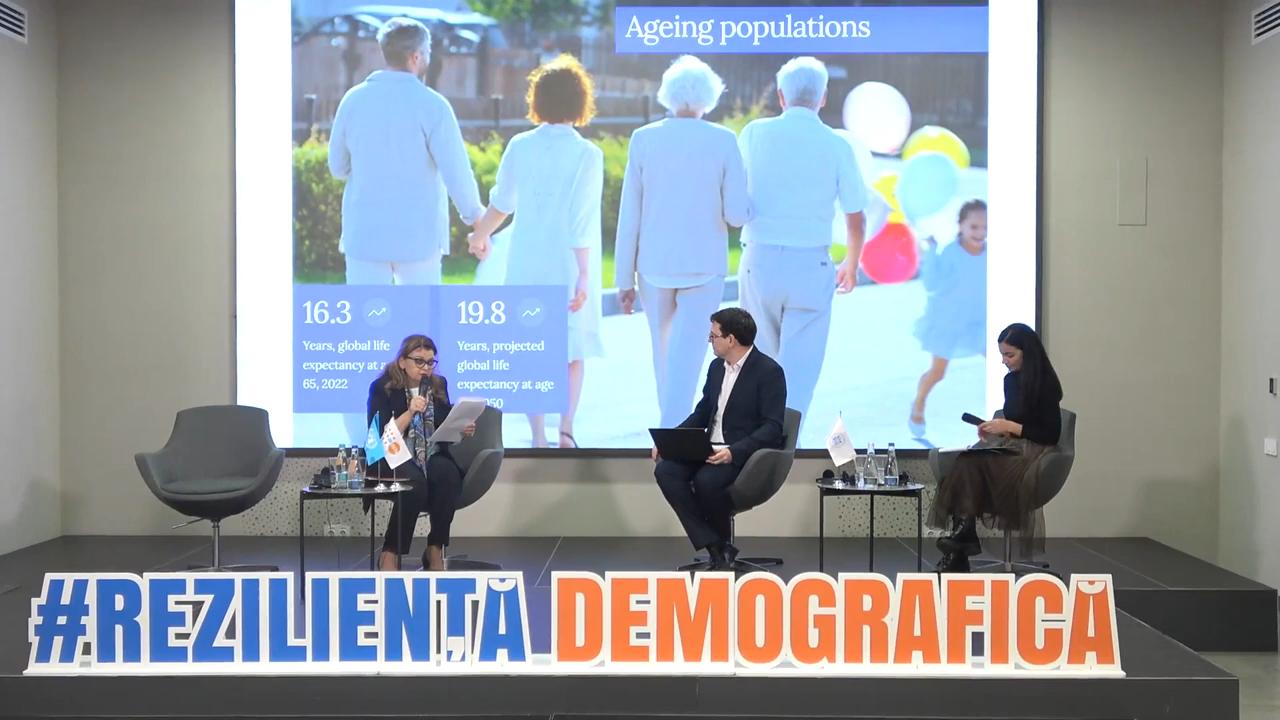 Ageing populations
16.3
Years, global life
expectancy at
65, 2022
19.8
Years, projected
global life
expectancy at age
#REZILIENȚĂ DEMOGRAFICĂ